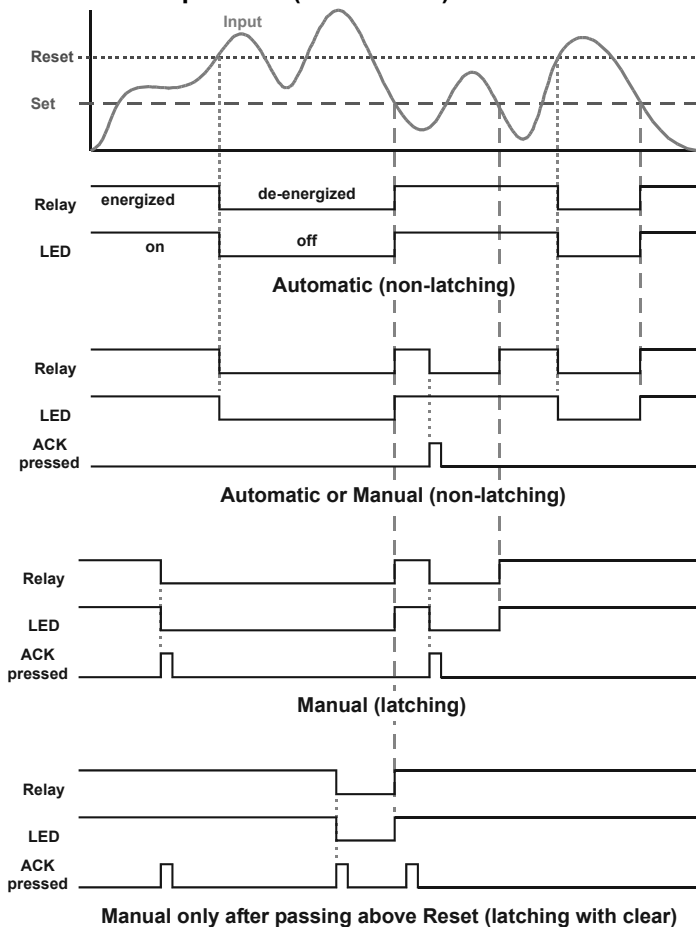 Input
Reset
Set
Relay
energized
de-energized
LED
on
off
Automatic (non-latching)
Relay
LED
ACK
pressed
Automatic or Manual (non-latching)
Relay
LED
ACK
pressed
Manual (latching)
Relay
LED
ACK
pressed
Manual only after passing above Reset (latching with clear)